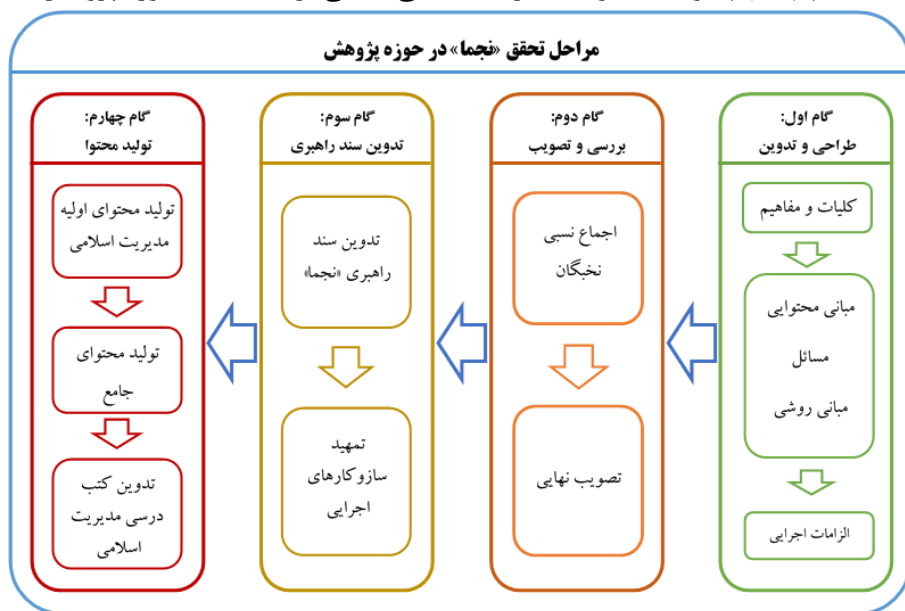 مراحل تحقق «نجما» در حوزه پژوهش
گام اول:
طراحی و تدوین
کلیات و مفاهیم
مبانی محتوایی
مسائل
مبانی روشی
الزامات اجرایی
گام دوم:
بررسی و تصویب
اجماع نسبی
نخبگان
تصویب نهایی
گام سوم:
تدوین سند راهبری
تدوین سند
راهبری «نجما»
تمهید
سازوکارهای
اجرایی
گام چهارم:
تولید محتوا
تولید محتوای اولیه
مدیریت اسلامی
تولید محتوای
جامع
تدوین کتب
درسی مدیریت
اسلامی